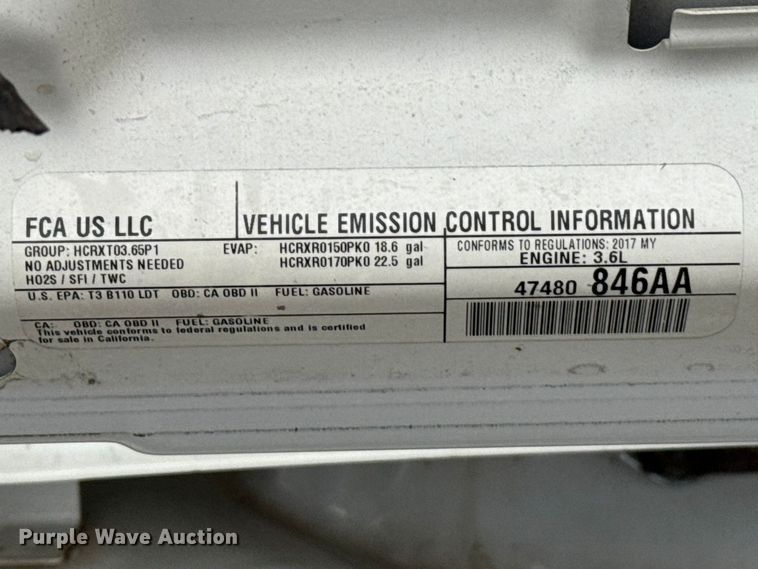 FCA US LLC
VEHICLE EMISSION CONTROL INFORMATION
GROUP: HCRXT03.65P1
EVAP: HCRXR0150PK0 18.6 gal
HCRXR0170PK0 22.5 gal
NO ADJUSTMENTS NEEDED
HO2S / SFI / TWC
CONFORMS TO REGULATIONS: 2017 MY
ENGINE: 3.6L
U.S. EPA: T3 B110 LDT OBD: CA OBD II FUEL: GASOLINE
47480 846AA
CA: OBD: CA OBD II FUEL: GASOLINE
This vehicle conforms to federal regulations and is certified
for sale in California.
Purple Wave Auction